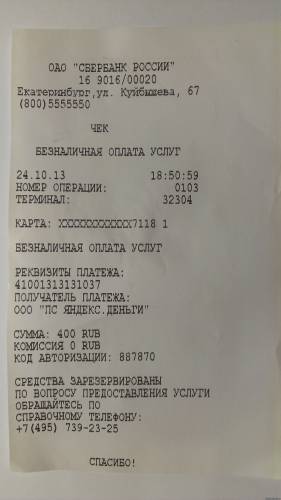 ОАО "СБЕРБАНК РОССИИ"
16 9016/00020
Екатеринбург,ул. Куйбышева, 67
(800)5555550
ЧЕК
БЕЗНАЛИЧНАЯ ОПЛАТА УСЛУГ
24.10.13 18:50:59
НОМЕР ОПЕРАЦИИ: 0103
ТЕРМИНАЛ: 32304
КАРТА: XXXXXXXXXXXX7118 1
БЕЗНАЛИЧНАЯ ОПЛАТА УСЛУГ
РЕКВИЗИТЫ ПЛАТЕЖА:
41001313131037
ПОЛУЧАТЕЛЬ ПЛАТЕЖА:
ООО "ПС ЯНДЕКС.ДЕНЬГИ"
СУММА: 400 RUB
КОМИССИЯ 0 RUB
КОД АВТОРИЗАЦИИ: 887870
СРЕДСТВА ЗАРЕЗЕРВИРОВАНЫ
ПО ВОПРОСУ ПРЕДОСТАВЛЕНИЯ УСЛУГИ
ОБРАЩАЙТЕСЬ ПО
СПРАВОЧНОМУ ТЕЛЕФОНУ:
+7(495) 739-23-25
СПАСИБО!